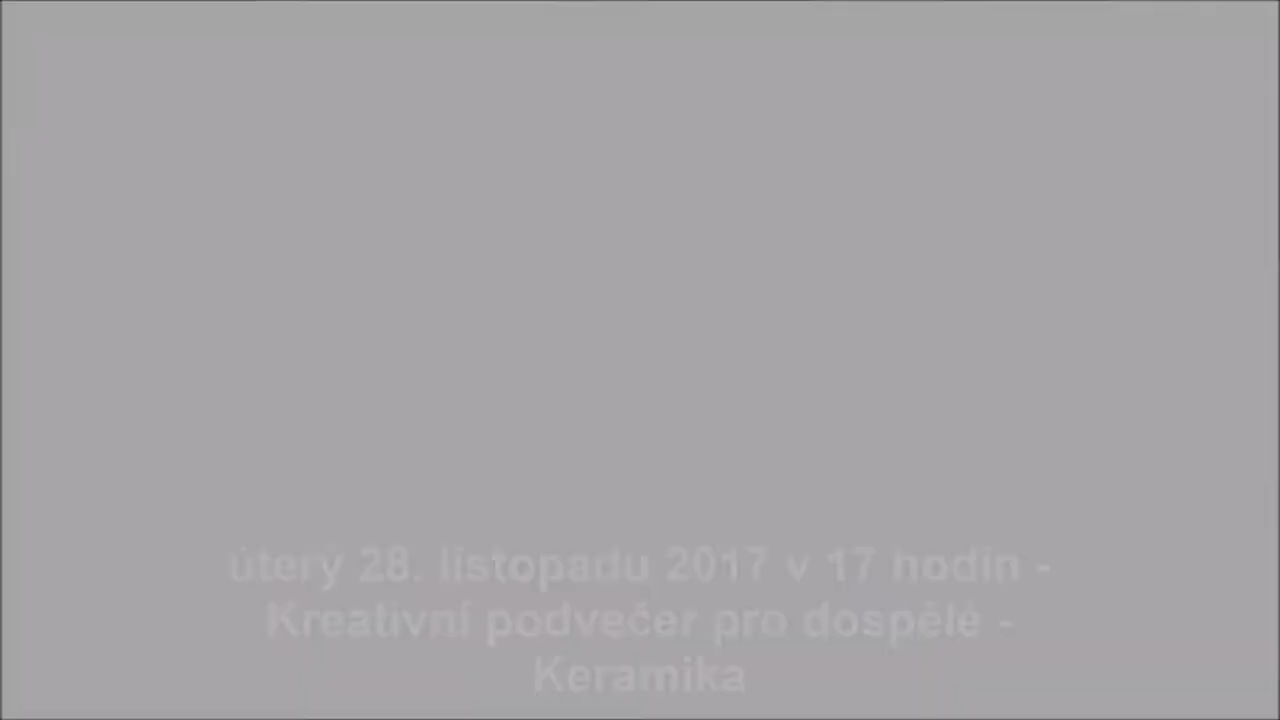 úterý 28. listopadu 2017 v 17 hodin -
Kreativní podvečer pro dospělé -
Keramika